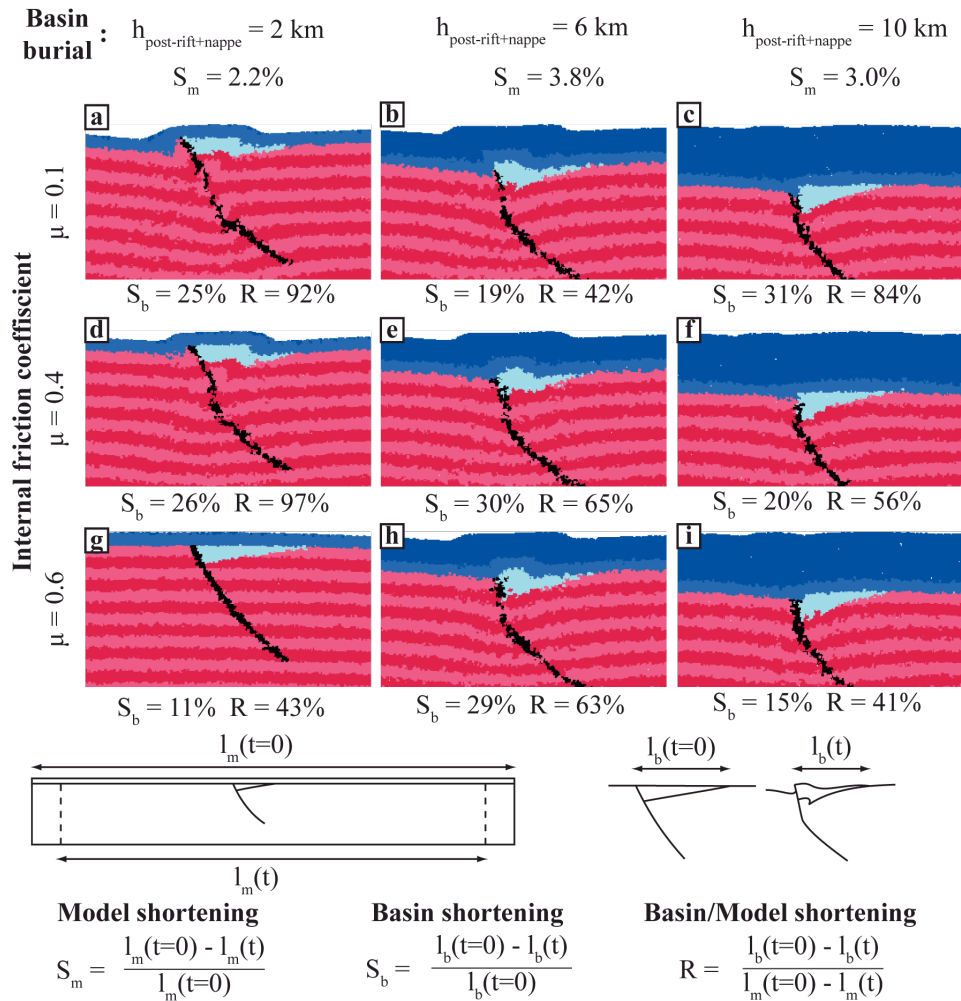 Basin burial : h_post-rift+nappe = 2 km h_post-rift+nappe = 6 km h_post-rift+nappe = 10 km
S_m = 2.2% S_m = 3.8% S_m = 3.0%
Internal friction coeffiscient
μ = 0.1
a b c
S_b = 25% R = 92% S_b = 19% R = 42% S_b = 31% R = 84%
μ = 0.4
d e f
S_b = 26% R = 97% S_b = 30% R = 65% S_b = 20% R = 56%
μ = 0.6
g h i
S_b = 11% R = 43% S_b = 29% R = 63% S_b = 15% R = 41%
l_m(t=0) l_b(t=0) l_b(t)
l_m(t)
Model shortening Basin shortening Basin/Model shortening
S_m = (l_m(t=0) - l_m(t)) / l_m(t=0) S_b = (l_b(t=0) - l_b(t)) / l_b(t=0) R = (l_b(t=0) - l_b(t)) / (l_m(t=0) - l_m(t))